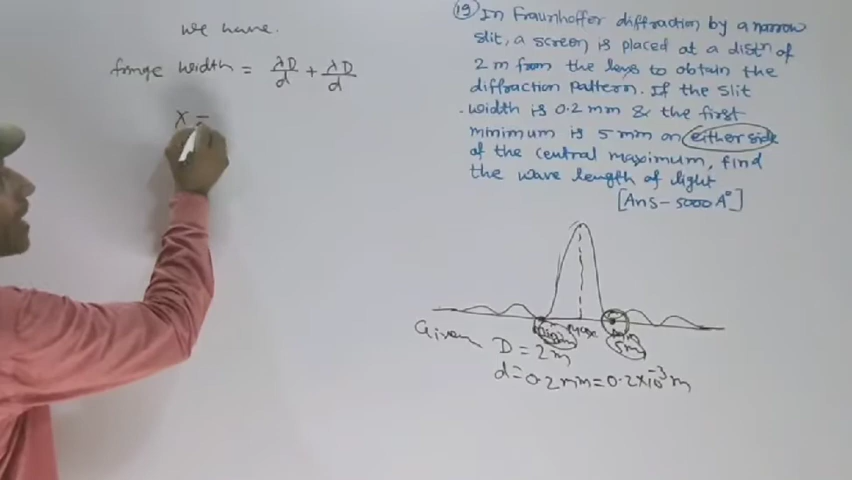 we have.
fringe width = λD/d + λD/d
x =
(19) In Fraunhoffer diffraction by a narrow
slit, a screen is placed at a distn of
2 m from the lens to obtain the
diffraction pattern. If the slit
width is 0.2 mm & the first
minimum is 5 mm on either side
of the central maximum, find
the wave length of light
[Ans - 5000 A°]
max
5m
Given D = 2m
d = 0.2 mm = 0.2×10⁻³ m